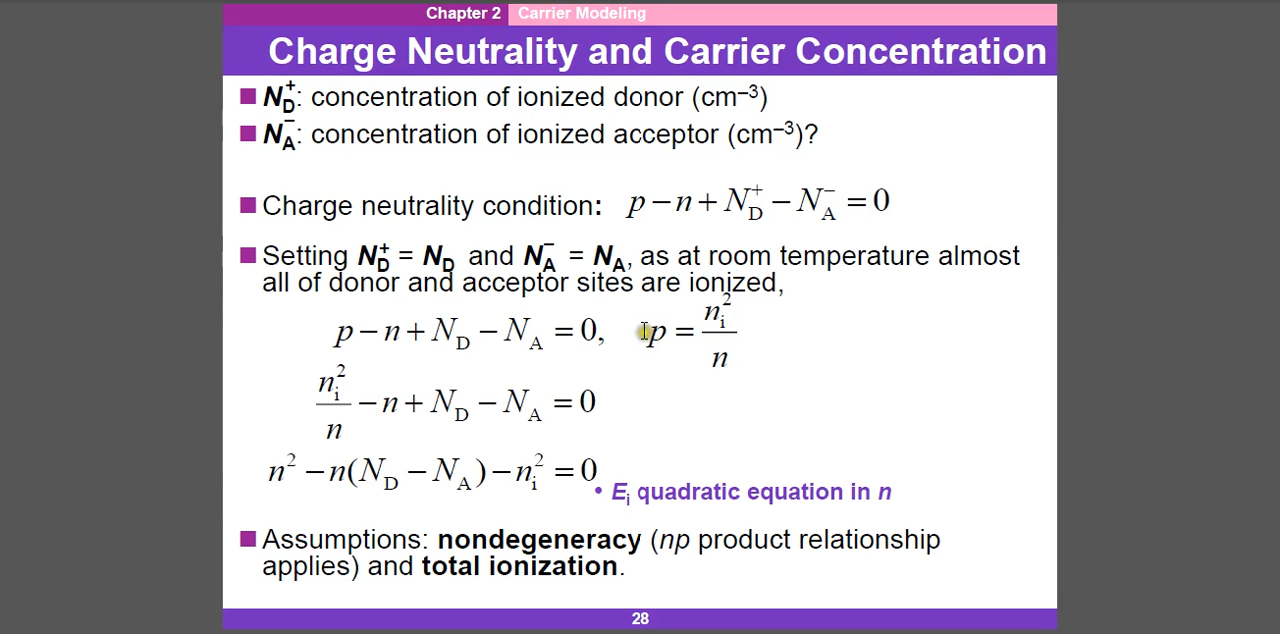 Chapter 2 Carrier Modeling
Charge Neutrality and Carrier Concentration
N_D^+: concentration of ionized donor (cm^–3)
N_A^−: concentration of ionized acceptor (cm^–3)?
Charge neutrality condition: p − n + N_D^+ − N_A^− = 0
Setting N_D^+ = N_D and N_A^− = N_A, as at room temperature almost
all of donor and acceptor sites are ionized,
p − n + N_D − N_A = 0, p = n_i^2 / n
n_i^2 / n − n + N_D − N_A = 0
n^2 − n(N_D − N_A) − n_i^2 = 0
• E_i quadratic equation in n
Assumptions: nondegeneracy (np product relationship
applies) and total ionization.
28